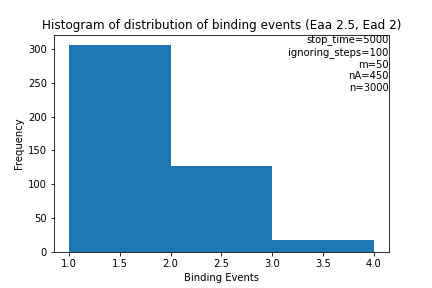 Histogram of distribution of binding events (Eaa 2.5, Ead 2)
stop_time=5000
ignoring_steps=100
m=50
nA=450
n=3000
300
250
200
150
100
50
0
Frequency
1.0 1.5 2.0 2.5 3.0 3.5 4.0
Binding Events